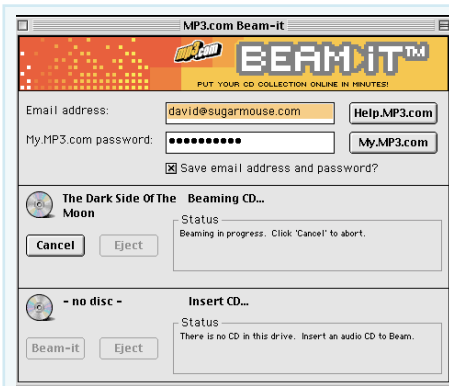 MP3.com Beam-it
mp3.com BEAM-iT™
PUT YOUR CD COLLECTION ONLINE IN MINUTES!
Email address: david@sugarmouse.com Help.MP3.com
My.MP3.com password: •••••••••• My.MP3.com
Save email address and password?
The Dark Side Of The Beaming CD...
Moon
Status
Beaming in progress. Click 'Cancel' to abort.
Cancel Eject
- no disc - Insert CD...
Status
There is no CD in this drive. Insert an audio CD to Beam.
Beam-it Eject